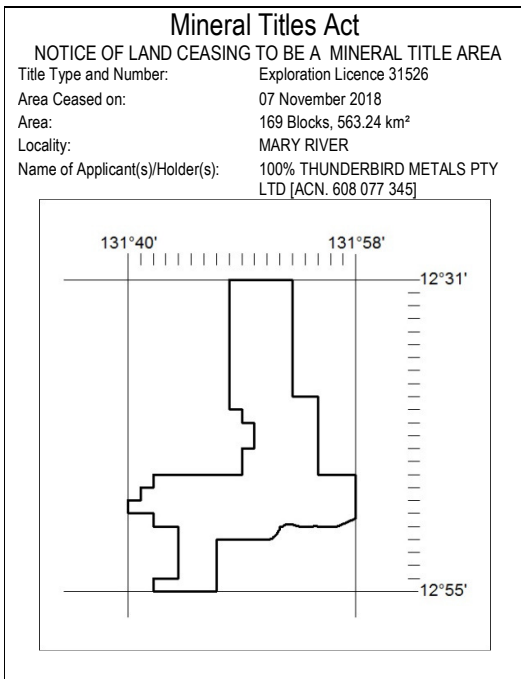 Mineral Titles Act
NOTICE OF LAND CEASING TO BE A MINERAL TITLE AREA
Title Type and Number: Exploration Licence 31526
Area Ceased on: 07 November 2018
Area: 169 Blocks, 563.24 km²
Locality: MARY RIVER
Name of Applicant(s)/Holder(s): 100% THUNDERBIRD METALS PTY
LTD [ACN. 608 077 345]
131°40' 131°58'
12°31'
12°55'